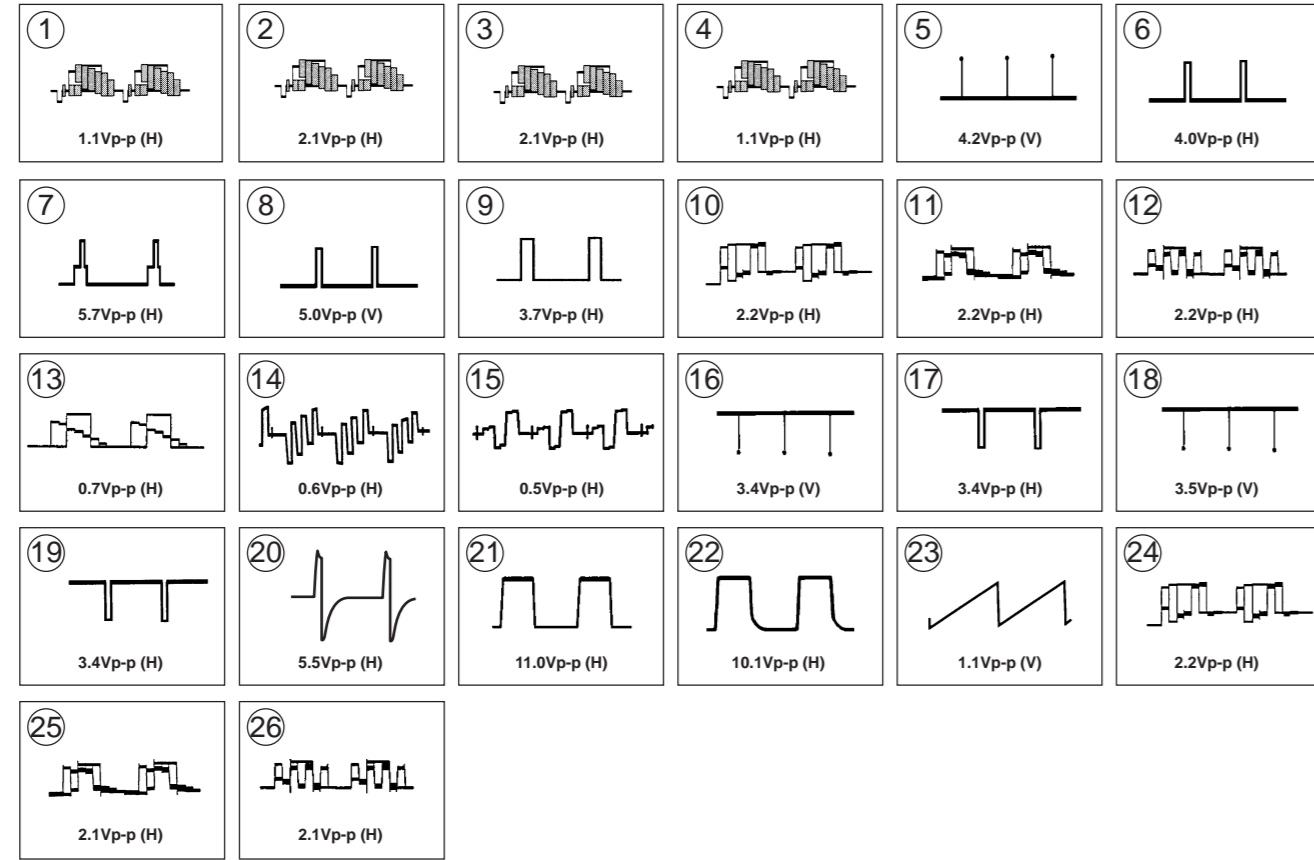 1
1.1Vp-p (H)
2
2.1Vp-p (H)
3
2.1Vp-p (H)
4
1.1Vp-p (H)
5
4.2Vp-p (V)
6
4.0Vp-p (H)
7
5.7Vp-p (H)
8
5.0Vp-p (V)
9
3.7Vp-p (H)
10
2.2Vp-p (H)
11
2.2Vp-p (H)
12
2.2Vp-p (H)
13
0.7Vp-p (H)
14
0.6Vp-p (H)
15
0.5Vp-p (H)
16
3.4Vp-p (V)
17
3.4Vp-p (H)
18
3.5Vp-p (V)
19
3.4Vp-p (H)
20
5.5Vp-p (H)
21
11.0Vp-p (H)
22
10.1Vp-p (H)
23
1.1Vp-p (V)
24
2.2Vp-p (H)
25
2.1Vp-p (H)
26
2.1Vp-p (H)